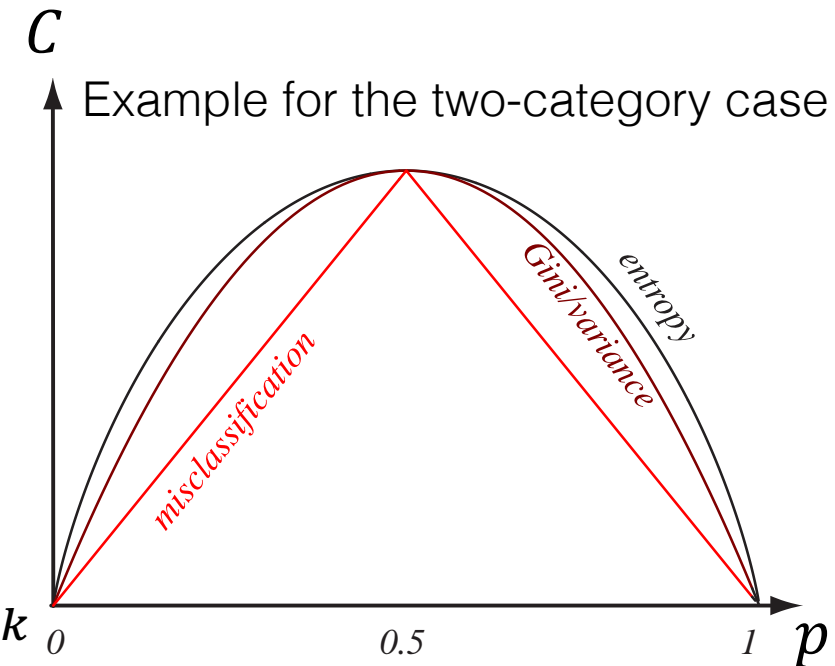 C
Example for the two-category case
entropy
Gini/variance
misclassification
k
0
0.5
1
p